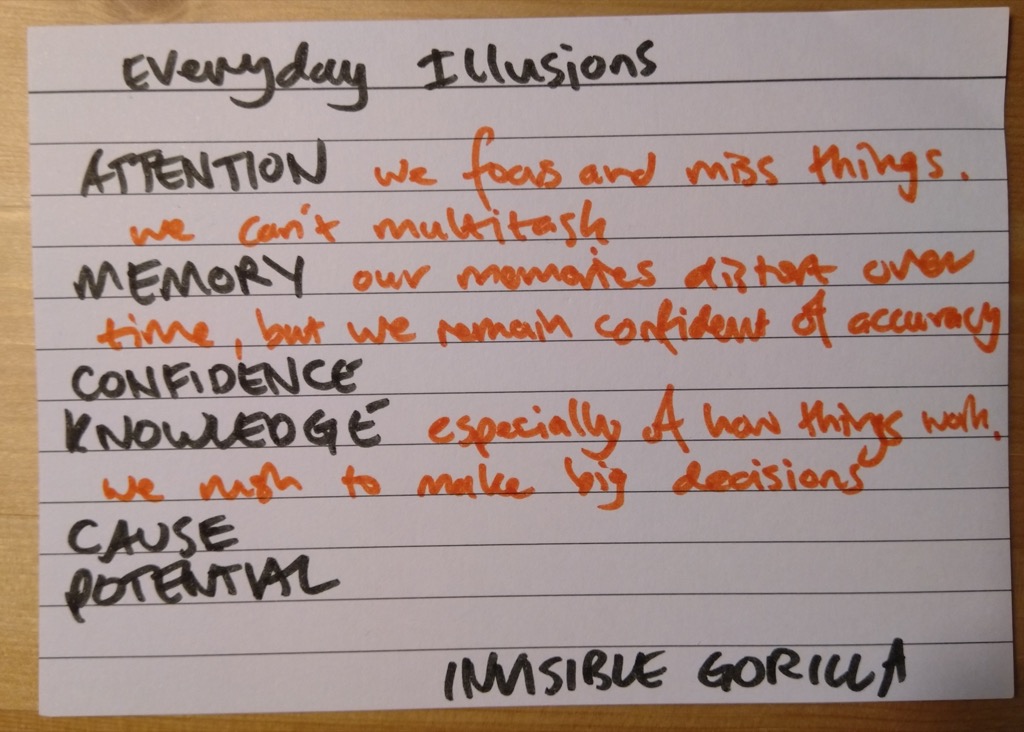 Everyday Illusions
ATTENTION we focus and miss things.
we can't multitask
MEMORY our memories distort over
time, but we remain confident of accuracy
CONFIDENCE
KNOWLEDGE especially of how things work.
we rush to make big decisions
CAUSE
POTENTIAL
INVISIBLE GORILLA